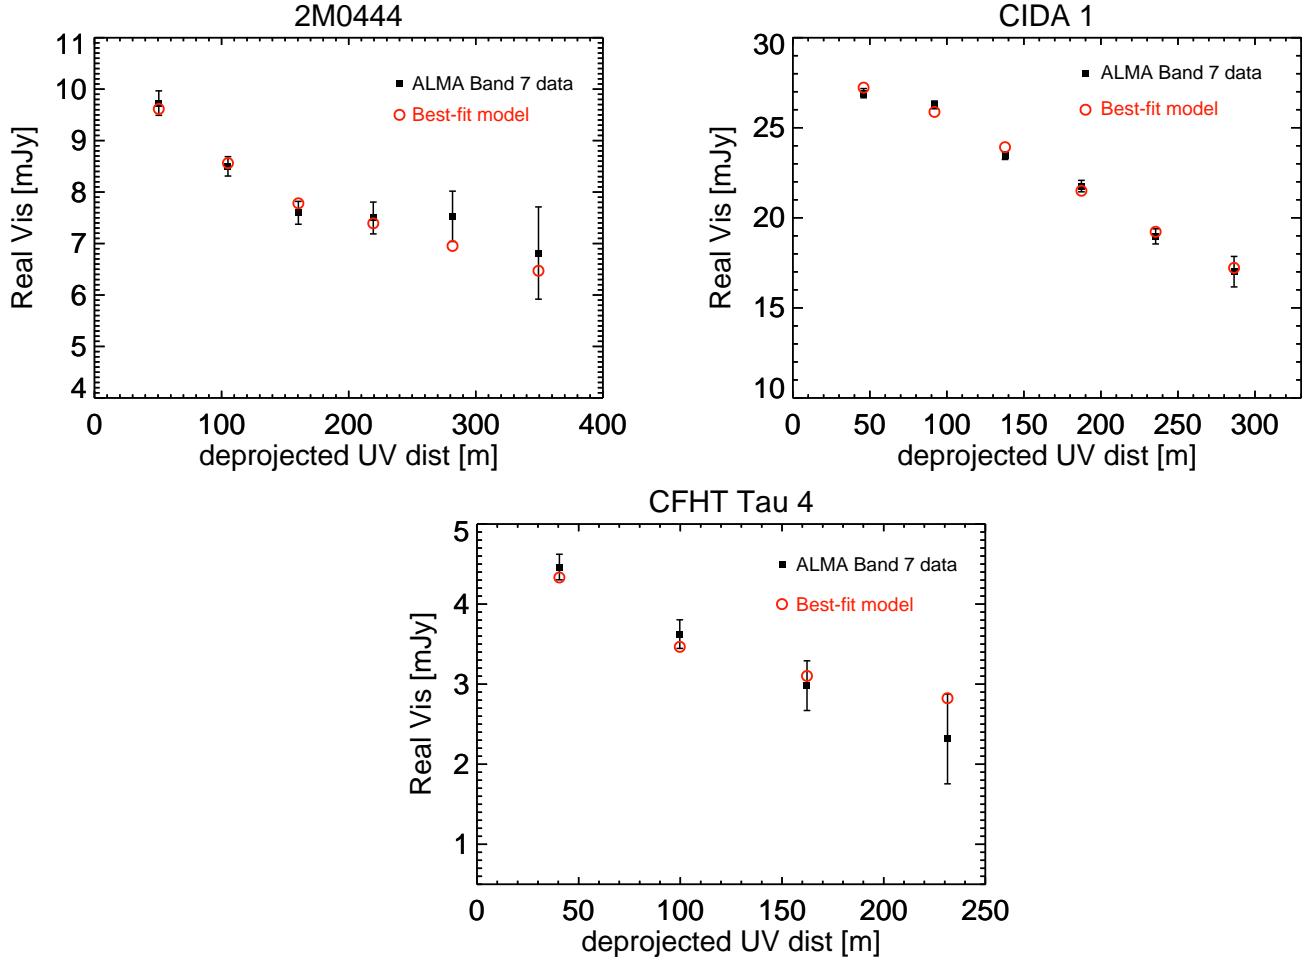 2M0444
11
10
9
8
7
6
5
4
Real Vis [mJy]
ALMA Band 7 data
Best-fit model
0 100 200 300 400
deprojected UV dist [m]
CIDA 1
30
25
20
15
10
Real Vis [mJy]
ALMA Band 7 data
Best-fit model
0 50 100 150 200 250 300
deprojected UV dist [m]
CFHT Tau 4
5
4
3
2
1
Real Vis [mJy]
ALMA Band 7 data
Best-fit model
0 50 100 150 200 250
deprojected UV dist [m]